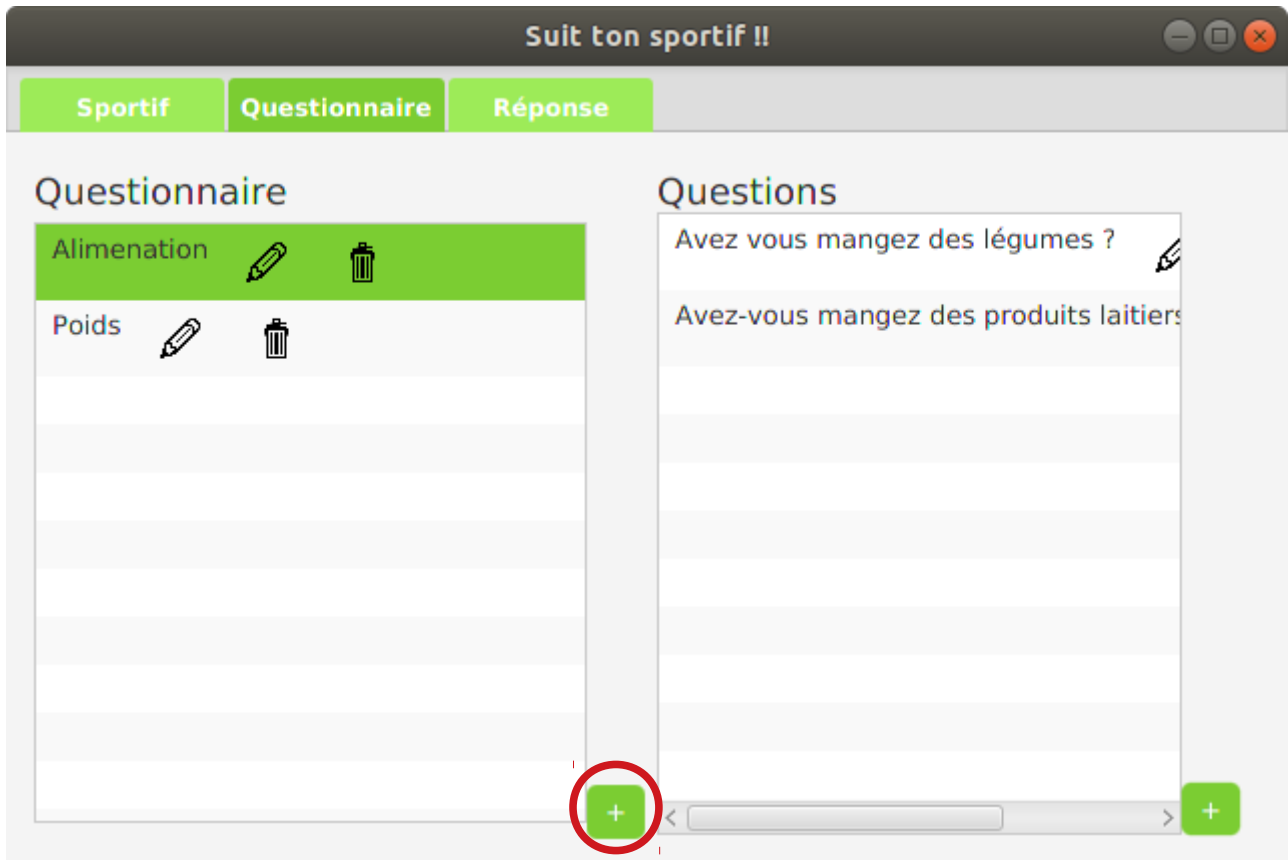 Suit ton sportif !!
Sportif Questionnaire Réponse
Questionnaire
Alimenation
Poids
+
Questions
Avez vous mangez des légumes ?
Avez-vous mangez des produits laitiers
+